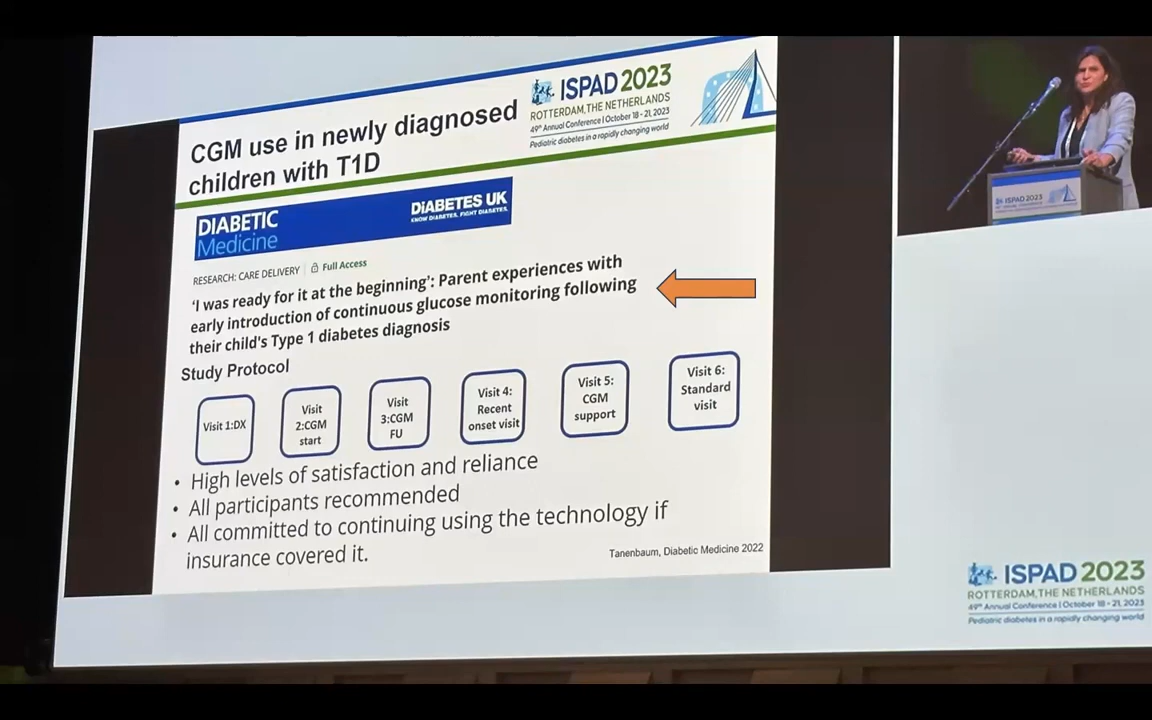 CGM use in newly diagnosed
children with T1D
ISPAD 2023
ROTTERDAM, THE NETHERLANDS
49th Annual Conference | October 18 - 21, 2023
Pediatric diabetes in a rapidly changing world
DIABETIC
Medicine
DiABETES UK
KNOW DIABETES. FIGHT DIABETES.
RESEARCH: CARE DELIVERY
Full Access
‘I was ready for it at the beginning’: Parent experiences with
early introduction of continuous glucose monitoring following
their child's Type 1 diabetes diagnosis
Study Protocol
Visit 1:DX
Visit
2:CGM
start
Visit
3:CGM
FU
Visit 4:
Recent
onset visit
Visit 5:
CGM
support
Visit 6:
Standard
visit
• High levels of satisfaction and reliance
• All participants recommended
• All committed to continuing using the technology if
insurance covered it.
Tanenbaum, Diabetic Medicine 2022
ISPAD 2023
ISPAD 2023
ROTTERDAM, THE NETHERLANDS
49th Annual Conference | October 18 - 21, 2023
Pediatric diabetes in a rapidly changing world